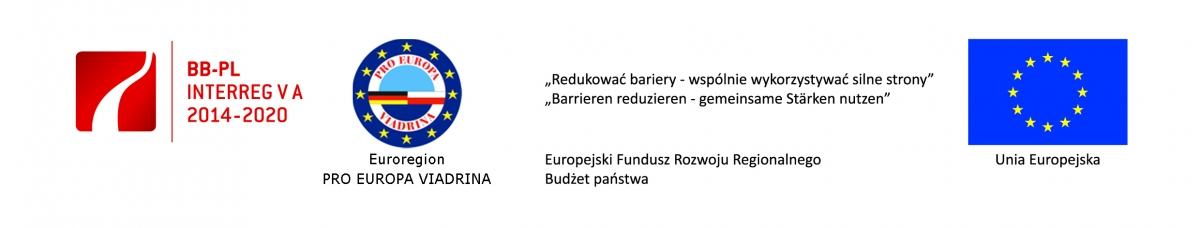 BB-PL
INTERREG V A
2014-2020
PRO EUROPA
VIADRINA
Euroregion
PRO EUROPA VIADRINA
„Redukować bariery - wspólnie wykorzystywać silne strony”
„Barrieren reduzieren - gemeinsame Stärken nutzen”
Europejski Fundusz Rozwoju Regionalnego
Budżet państwa
Unia Europejska